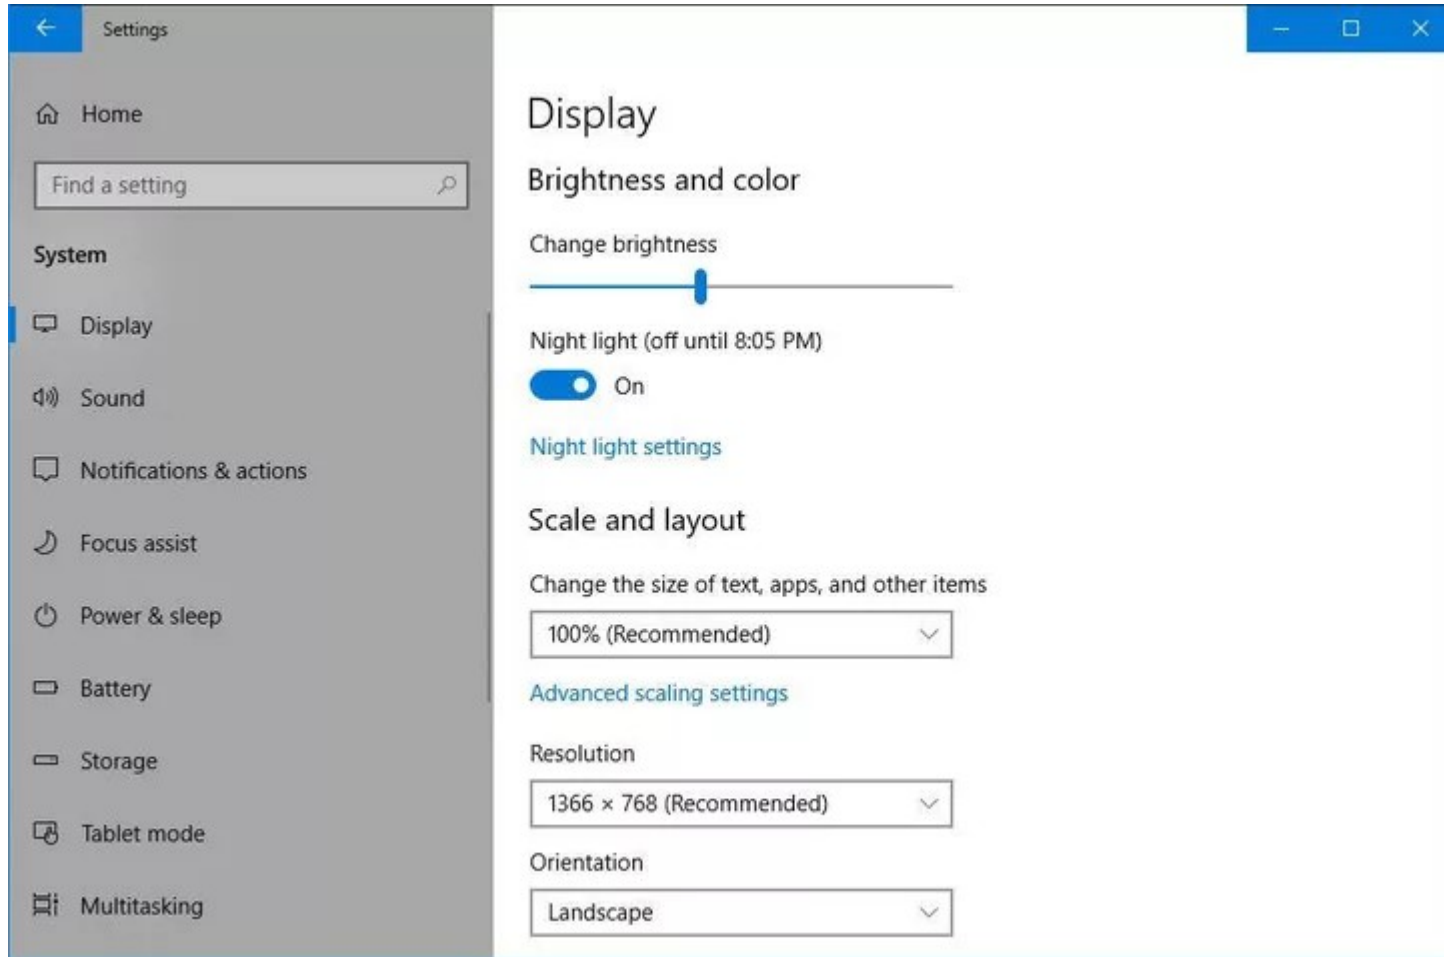 Settings
Home
Find a setting
System
Display
Sound
Notifications & actions
Focus assist
Power & sleep
Battery
Storage
Tablet mode
Multitasking
Display
Brightness and color
Change brightness
Night light (off until 8:05 PM)
On
Night light settings
Scale and layout
Change the size of text, apps, and other items
100% (Recommended)
Advanced scaling settings
Resolution
1366 × 768 (Recommended)
Orientation
Landscape